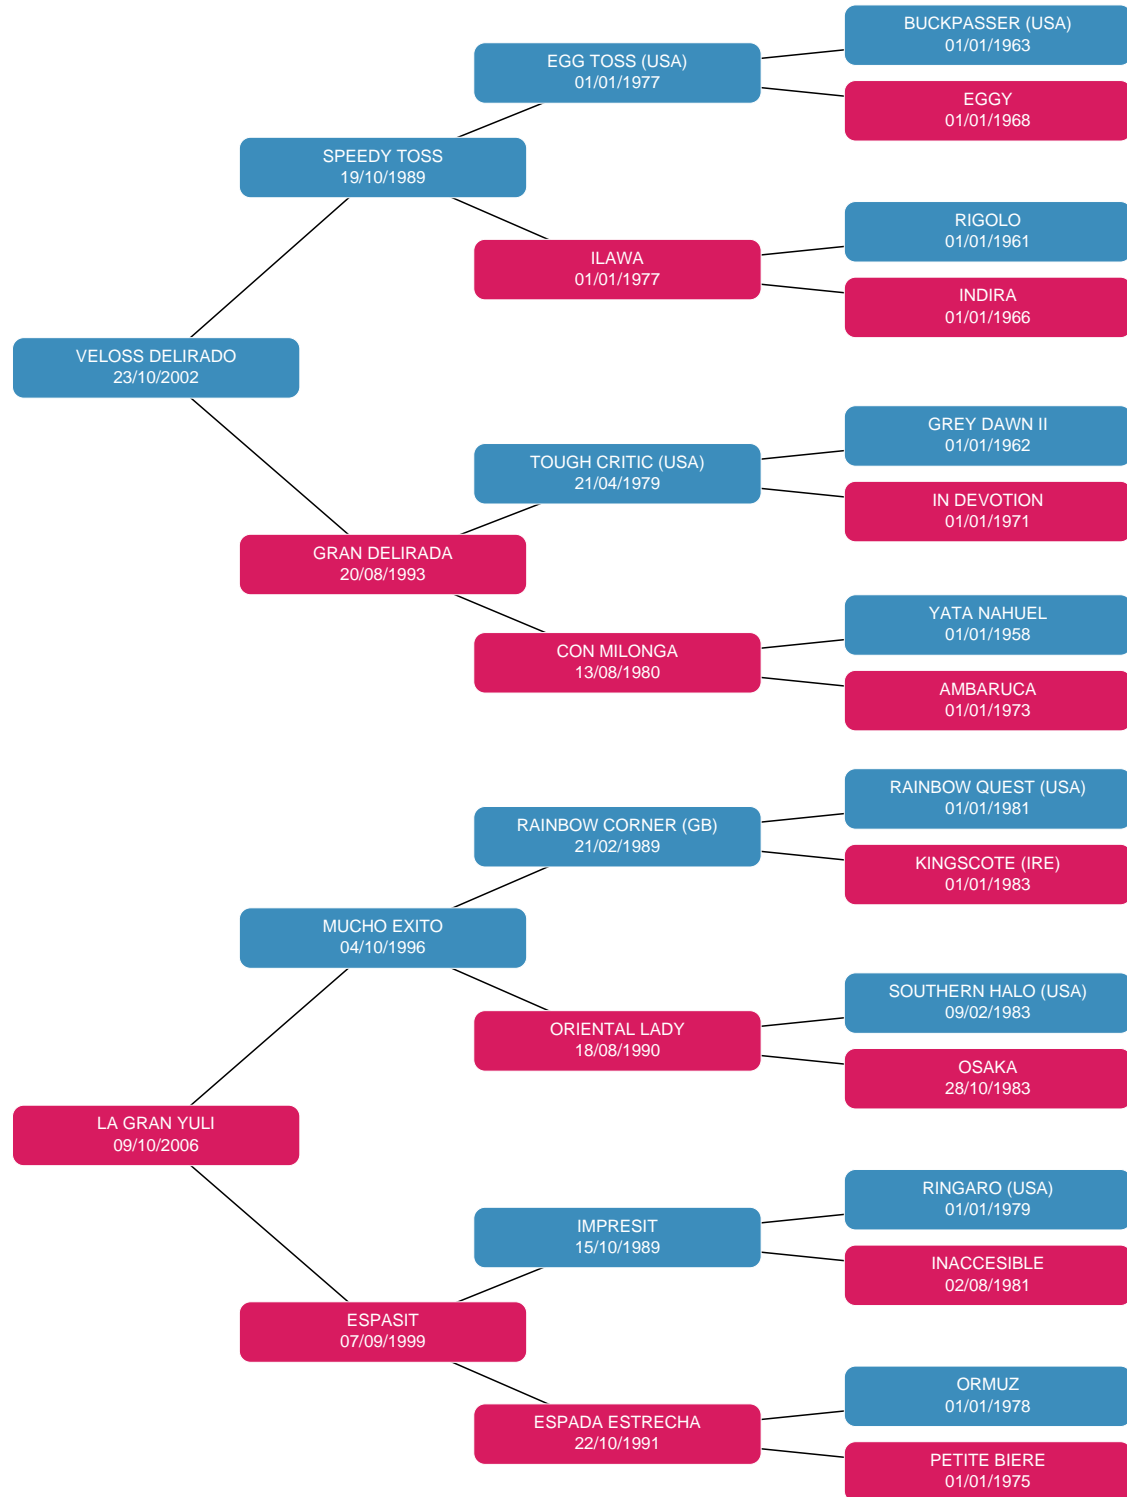 BUCKPASSER (USA)
01/01/1963
EGG TOSS (USA)
01/01/1977
EGGY
01/01/1968
SPEEDY TOSS
19/10/1989
RIGOLO
01/01/1961
ILAWA
01/01/1977
INDIRA
01/01/1966
VELOSS DELIRADO
23/10/2002
GREY DAWN II
01/01/1962
TOUGH CRITIC (USA)
21/04/1979
IN DEVOTION
01/01/1971
GRAN DELIRADA
20/08/1993
YATA NAHUEL
01/01/1958
CON MILONGA
13/08/1980
AMBARUCA
01/01/1973
RAINBOW QUEST (USA)
01/01/1981
RAINBOW CORNER (GB)
21/02/1989
KINGSCOTE (IRE)
01/01/1983
MUCHO EXITO
04/10/1996
SOUTHERN HALO (USA)
09/02/1983
ORIENTAL LADY
18/08/1990
OSAKA
28/10/1983
LA GRAN YULI
09/10/2006
RINGARO (USA)
01/01/1979
IMPRESIT
15/10/1989
INACCESIBLE
02/08/1981
ESPASIT
07/09/1999
ORMUZ
01/01/1978
ESPADA ESTRECHA
22/10/1991
PETITE BIERE
01/01/1975